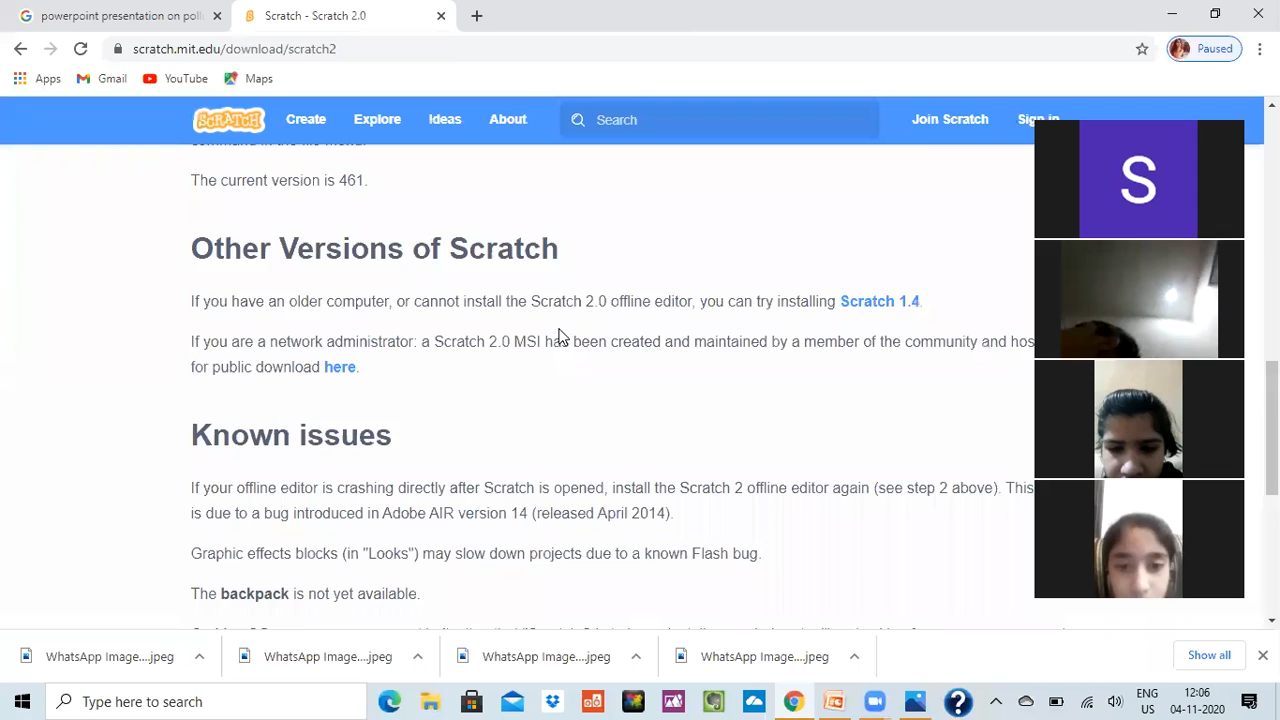 powerpoint presentation on poll
Scratch - Scratch 2.0
scratch.mit.edu/download/scratch2
Paused
Apps
Gmail
YouTube
Maps
SCRATCH
Create
Explore
Ideas
About
Search
Join Scratch
Sign in
The current version is 461.
Other Versions of Scratch
If you have an older computer, or cannot install the Scratch 2.0 offline editor, you can try installing Scratch 1.4.
If you are a network administrator: a Scratch 2.0 MSI has been created and maintained by a member of the community and hos
for public download here.
Known issues
If your offline editor is crashing directly after Scratch is opened, install the Scratch 2 offline editor again (see step 2 above). This
is due to a bug introduced in Adobe AIR version 14 (released April 2014).
Graphic effects blocks (in "Looks") may slow down projects due to a known Flash bug.
The backpack is not yet available.
S
WhatsApp Image....jpeg
WhatsApp Image....jpeg
WhatsApp Image....jpeg
WhatsApp Image....jpeg
Show all
Type here to search
ENG
US
12:06
04-11-2020